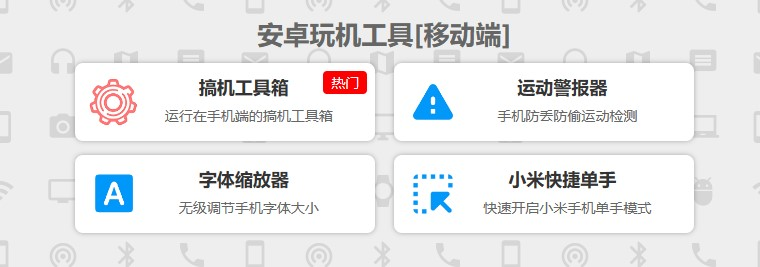 安卓玩机工具[移动端]
搞机工具箱
热门
运行在手机端的搞机工具箱
运动警报器
手机防丢防偷运动检测
A
字体缩放器
无级调节手机字体大小
小米快捷单手
快速开启小米手机单手模式